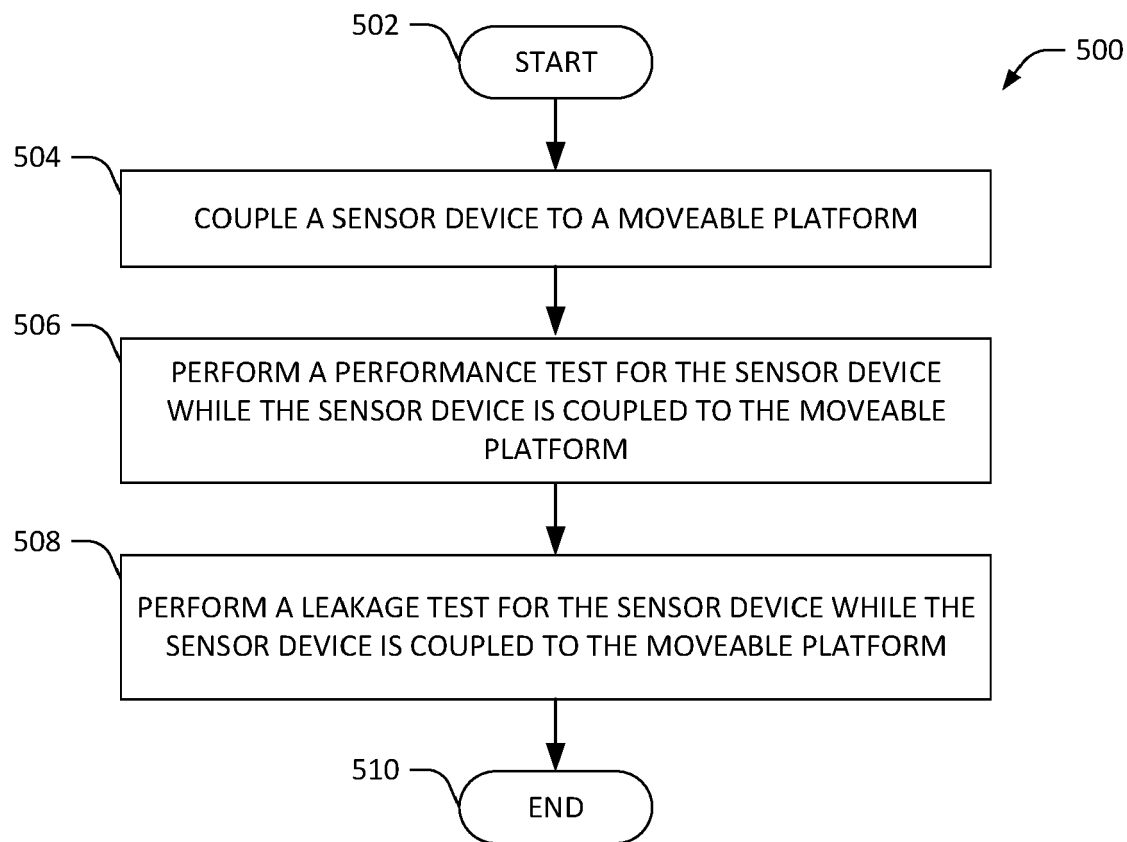 502
START
500
504
COUPLE A SENSOR DEVICE TO A MOVEABLE PLATFORM
506
PERFORM A PERFORMANCE TEST FOR THE SENSOR DEVICE
WHILE THE SENSOR DEVICE IS COUPLED TO THE MOVEABLE
PLATFORM
508
PERFORM A LEAKAGE TEST FOR THE SENSOR DEVICE WHILE THE
SENSOR DEVICE IS COUPLED TO THE MOVEABLE PLATFORM
510
END